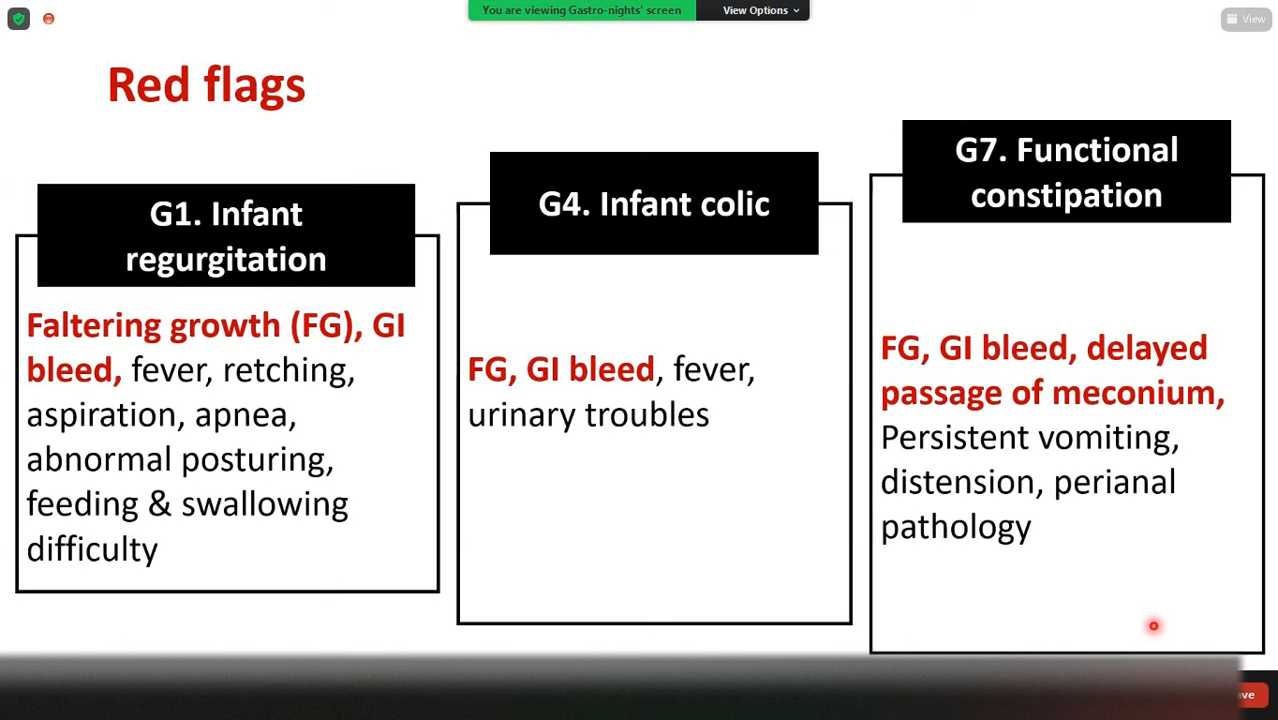 You are viewing Gastro-nights' screen
View Options
View
Red flags
G1. Infant
regurgitation
Faltering growth (FG), GI
bleed, fever, retching,
aspiration, apnea,
abnormal posturing,
feeding & swallowing
difficulty
G4. Infant colic
FG, GI bleed, fever,
urinary troubles
G7. Functional
constipation
FG, GI bleed, delayed
passage of meconium,
Persistent vomiting,
distension, perianal
pathology